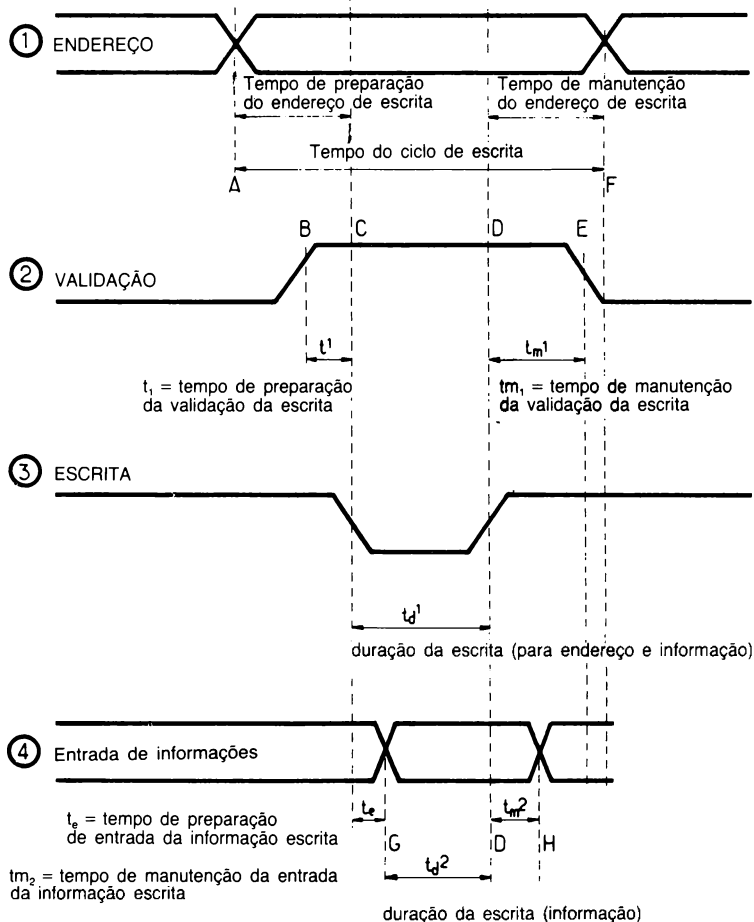 1 ENDEREÇO
Tempo de preparação
do endereço de escrita
Tempo de manutenção
do endereço de escrita
Tempo do ciclo de escrita
A
F
B C D E
2 VALIDAÇÃO
t¹
tm¹
t₁ = tempo de preparação
da validação da escrita
tm₁ = tempo de manutenção
da validação da escrita
3 ESCRITA
td¹
duração da escrita (para endereço e informação)
4 Entrada de informações
te
tm²
tₑ = tempo de preparação
de entrada da informação escrita
G D H
tm₂ = tempo de manutenção da entrada
da informação escrita
td²
duração da escrita (informação)